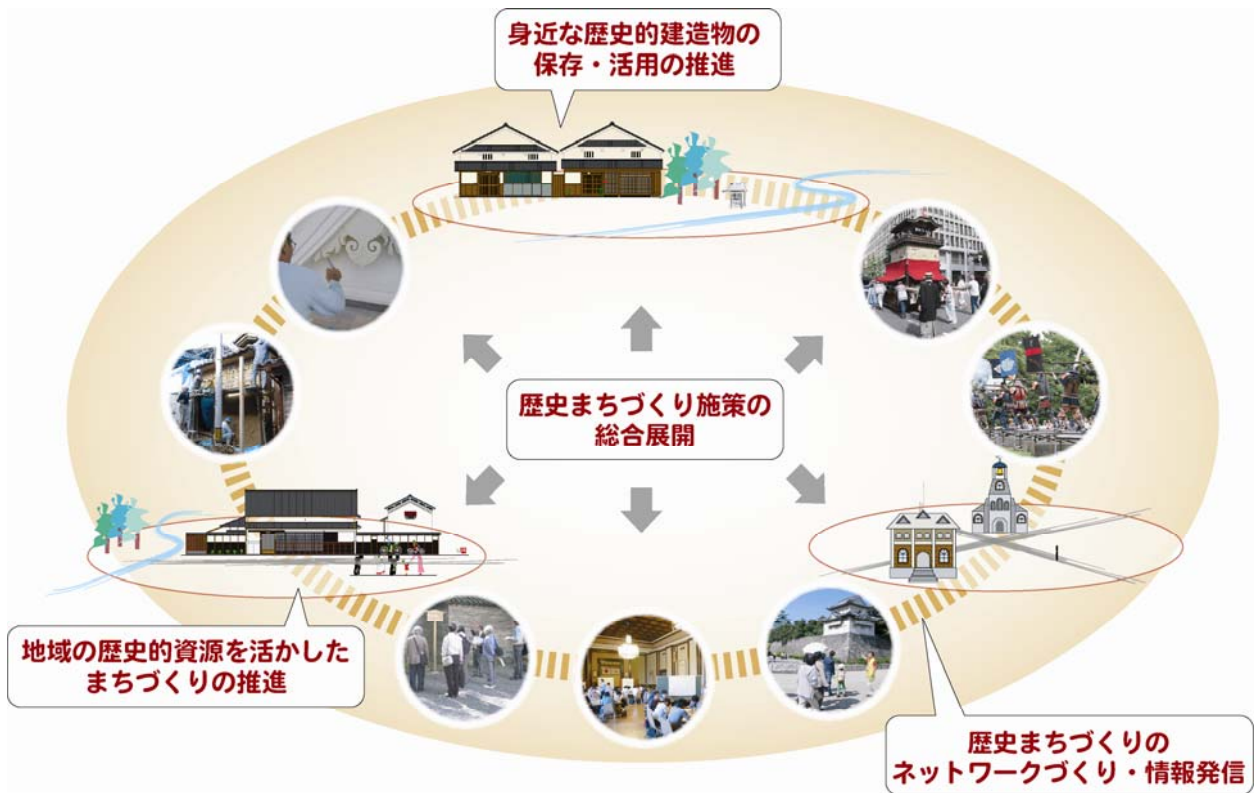 身近な歴史的建造物の
保存・活用の推進
歴史まちづくり施策の
総合展開
地域の歴史的資源を活かした
まちづくりの推進
歴史まちづくりの
ネットワークづくり・情報発信